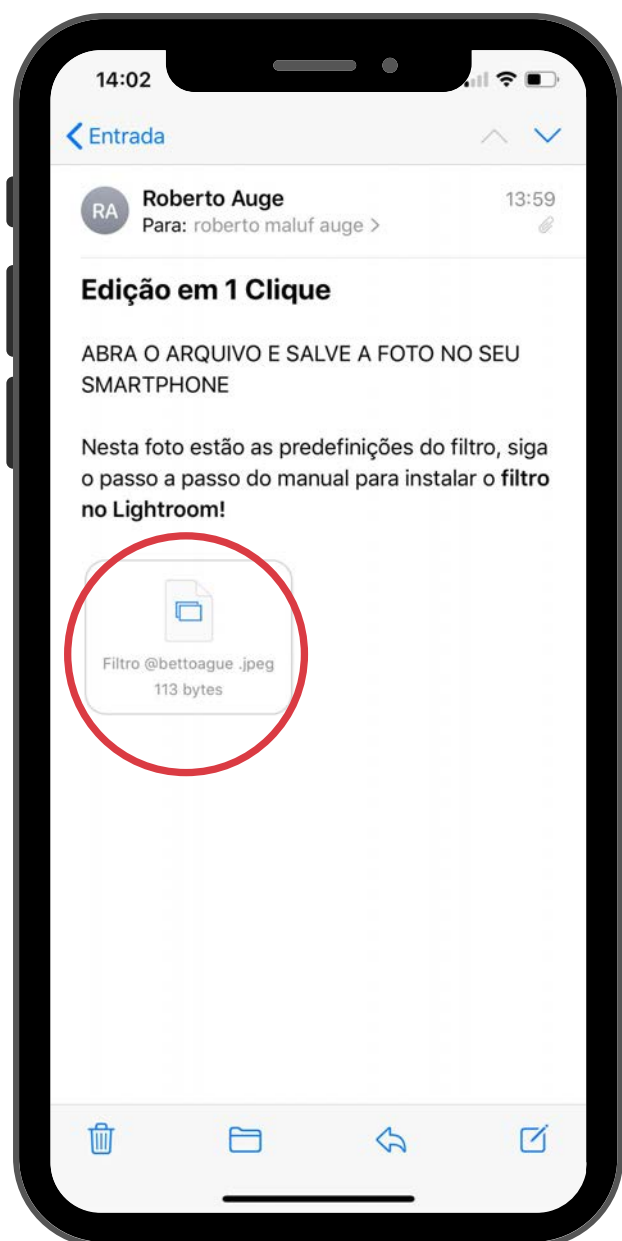 14:02
Entrada
RA
Roberto Auge
13:59
Para: roberto maluf auge >
Edição em 1 Clique
ABRA O ARQUIVO E SALVE A FOTO NO SEU
SMARTPHONE
Nesta foto estão as predefinições do filtro, siga
o passo a passo do manual para instalar o filtro
no Lightroom!
Filtro @bettoague .jpeg
113 bytes